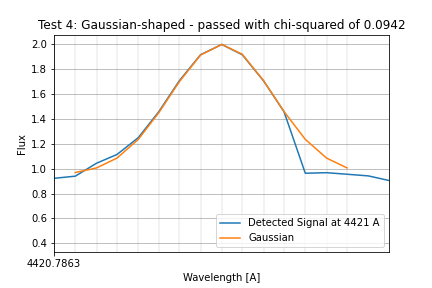 Test 4: Gaussian-shaped - passed with chi-squared of 0.0942
2.0
1.8
1.6
1.4
1.2
1.0
0.8
0.6
0.4
Flux
Detected Signal at 4421 A
Gaussian
4420.7863
Wavelength [A]